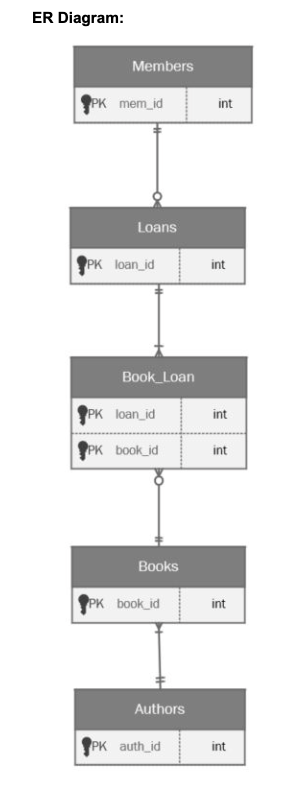 ER Diagram:
Members
PK mem_id int
Loans
PK loan_id int
Book_Loan
PK loan_id int
PK book_id int
Books
PK book_id int
Authors
PK auth_id int